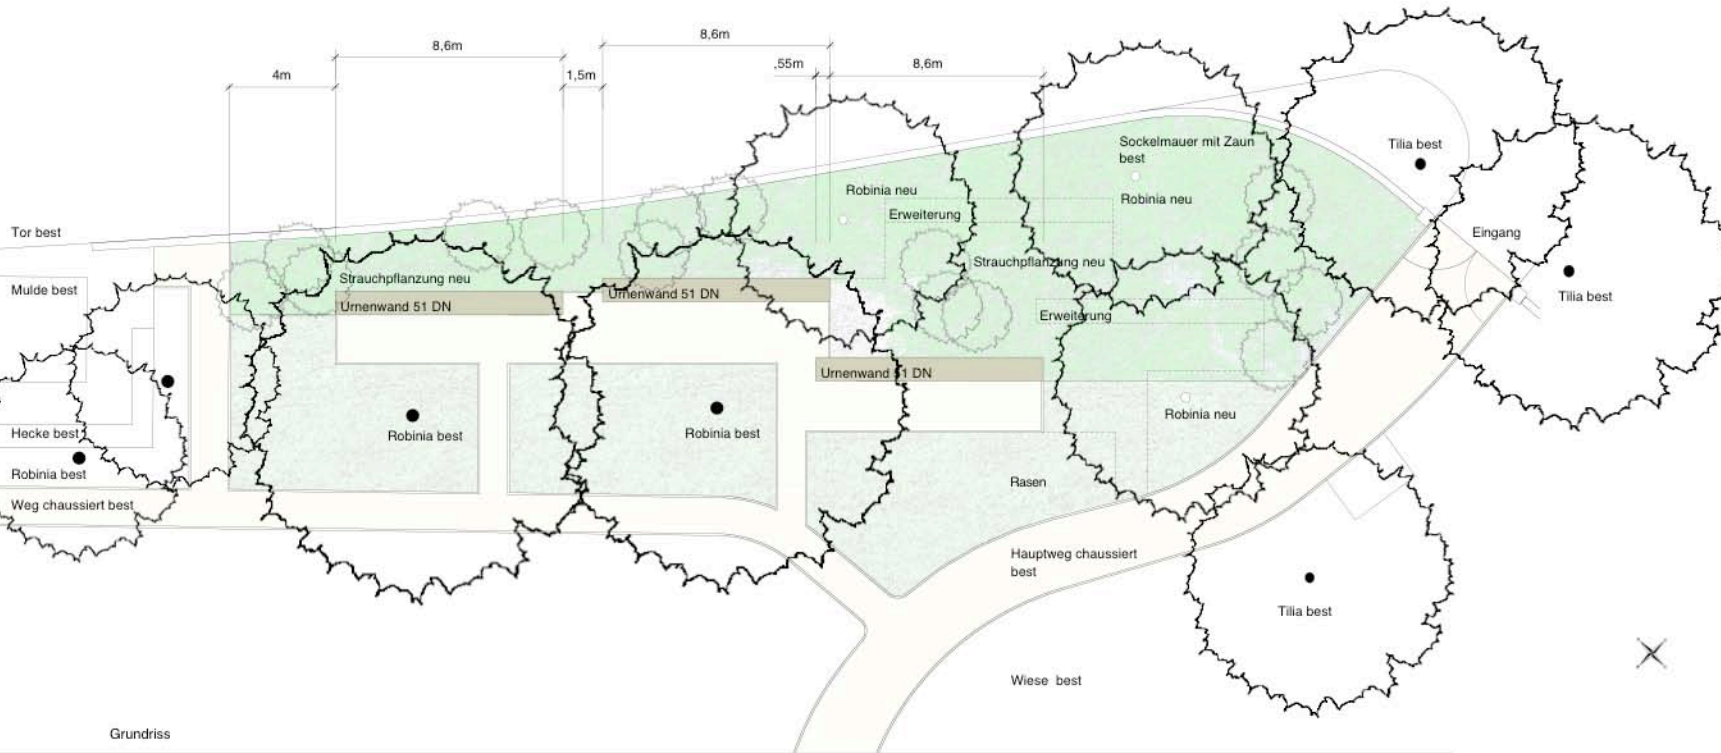 8,6m
8,6m
4m
1,5m
,55m
8,6m
Sockelmauer mit Zaun
best
Tilia best
Robinia neu
Robinia neu
Erweiterung
Tor best
Eingang
Strauchpflanzung neu
Strauchpflanzung neu
Mulde best
Urnenwand 51 DN
Urnenwand 51 DN
Tilia best
Erweiterung
Urnenwand 51 DN
Robinia neu
Hecke best
Robinia best
Robinia best
Robinia best
Rasen
Weg chaussiert best
Hauptweg chaussiert
best
Tilia best
Wiese best
Grundriss